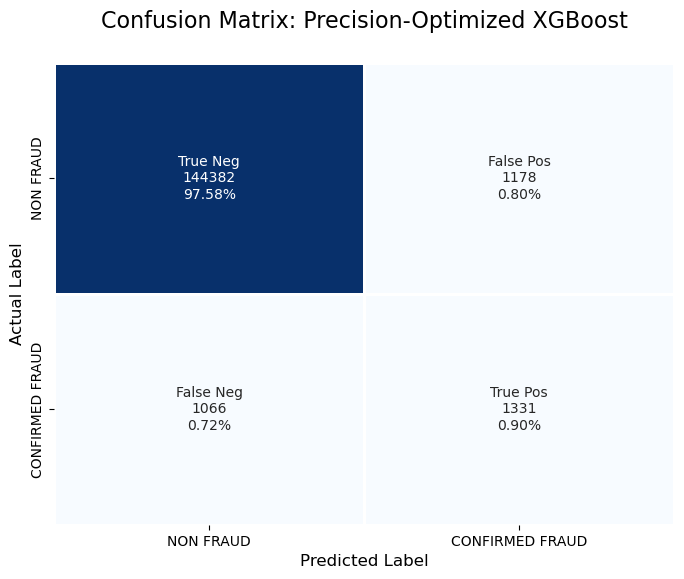 Confusion Matrix: Precision-Optimized XGBoost
Actual Label
NON FRAUD
True Neg
144382
97.58%
False Pos
1178
0.80%
CONFIRMED FRAUD
False Neg
1066
0.72%
True Pos
1331
0.90%
NON FRAUD
CONFIRMED FRAUD
Predicted Label